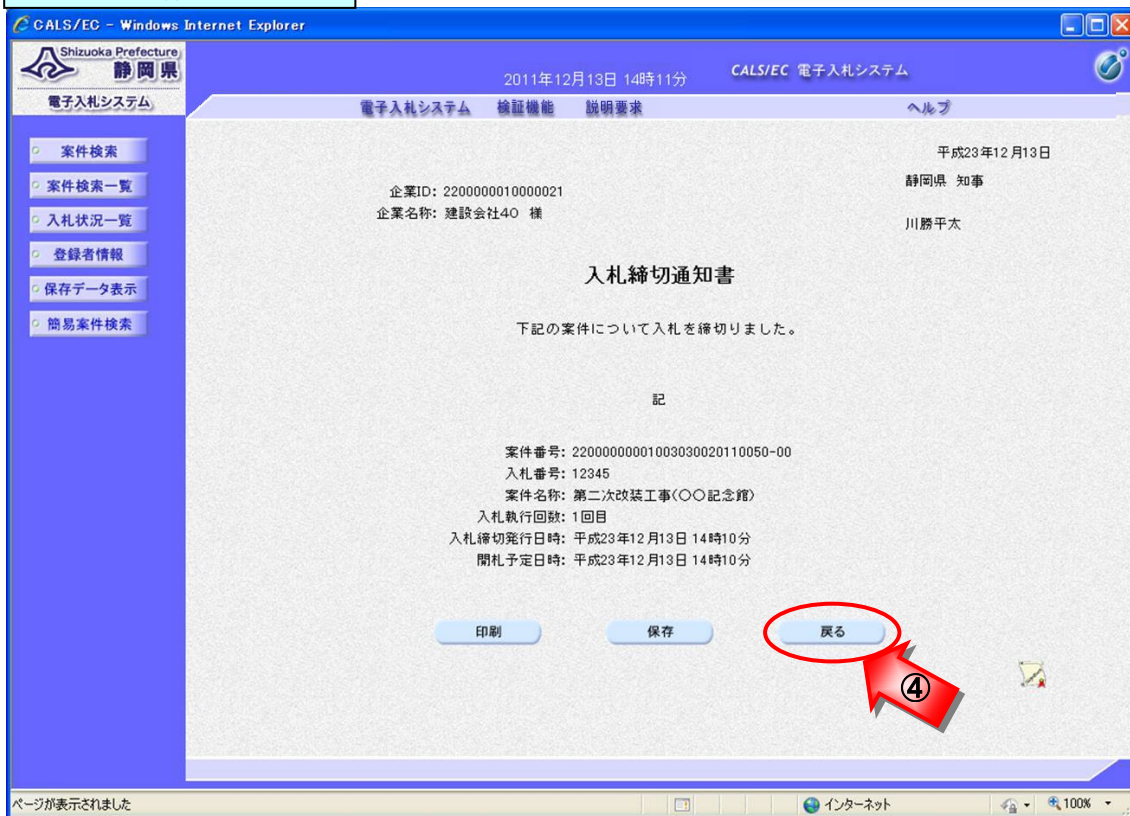 CALS/EC - Windows Internet Explorer
Shizuoka Prefecture
静岡県
電子入札システム
2011年12月13日 14時11分
CALS/EC 電子入札システム
電子入札システム 検証機能 説明要求 ヘルプ
案件検索
案件検索一覧
入札状況一覧
登録者情報
保存データ表示
簡易案件検索
平成23年12月13日
静岡県 知事
川勝平太
企業ID: 2200000010000021
企業名称: 建設会社40 様
入札締切通知書
下記の案件について入札を締切りました。
記
案件番号: 22000000001003030020110050-00
入札番号: 12345
案件名称: 第二次改装工事(〇〇記念館)
入札執行回数: 1回目
入札締切発行日時: 平成23年12月13日 14時10分
開札予定日時: 平成23年12月13日 14時10分
印刷 保存 戻る
④
ページが表示されました インターネット 100%